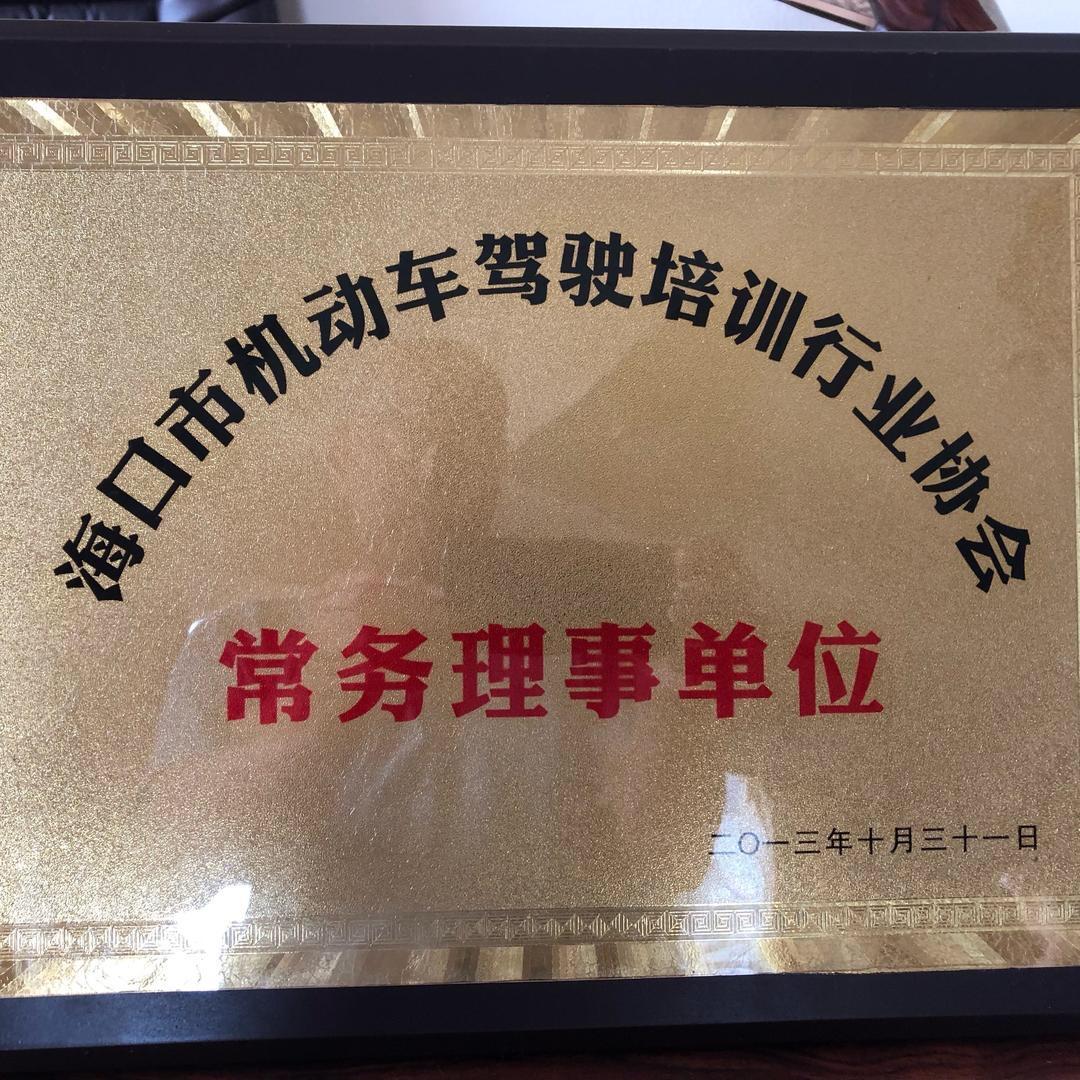 海口市机动车驾驶培训行业协会
常务理事单位
二〇一三年十月三十一日